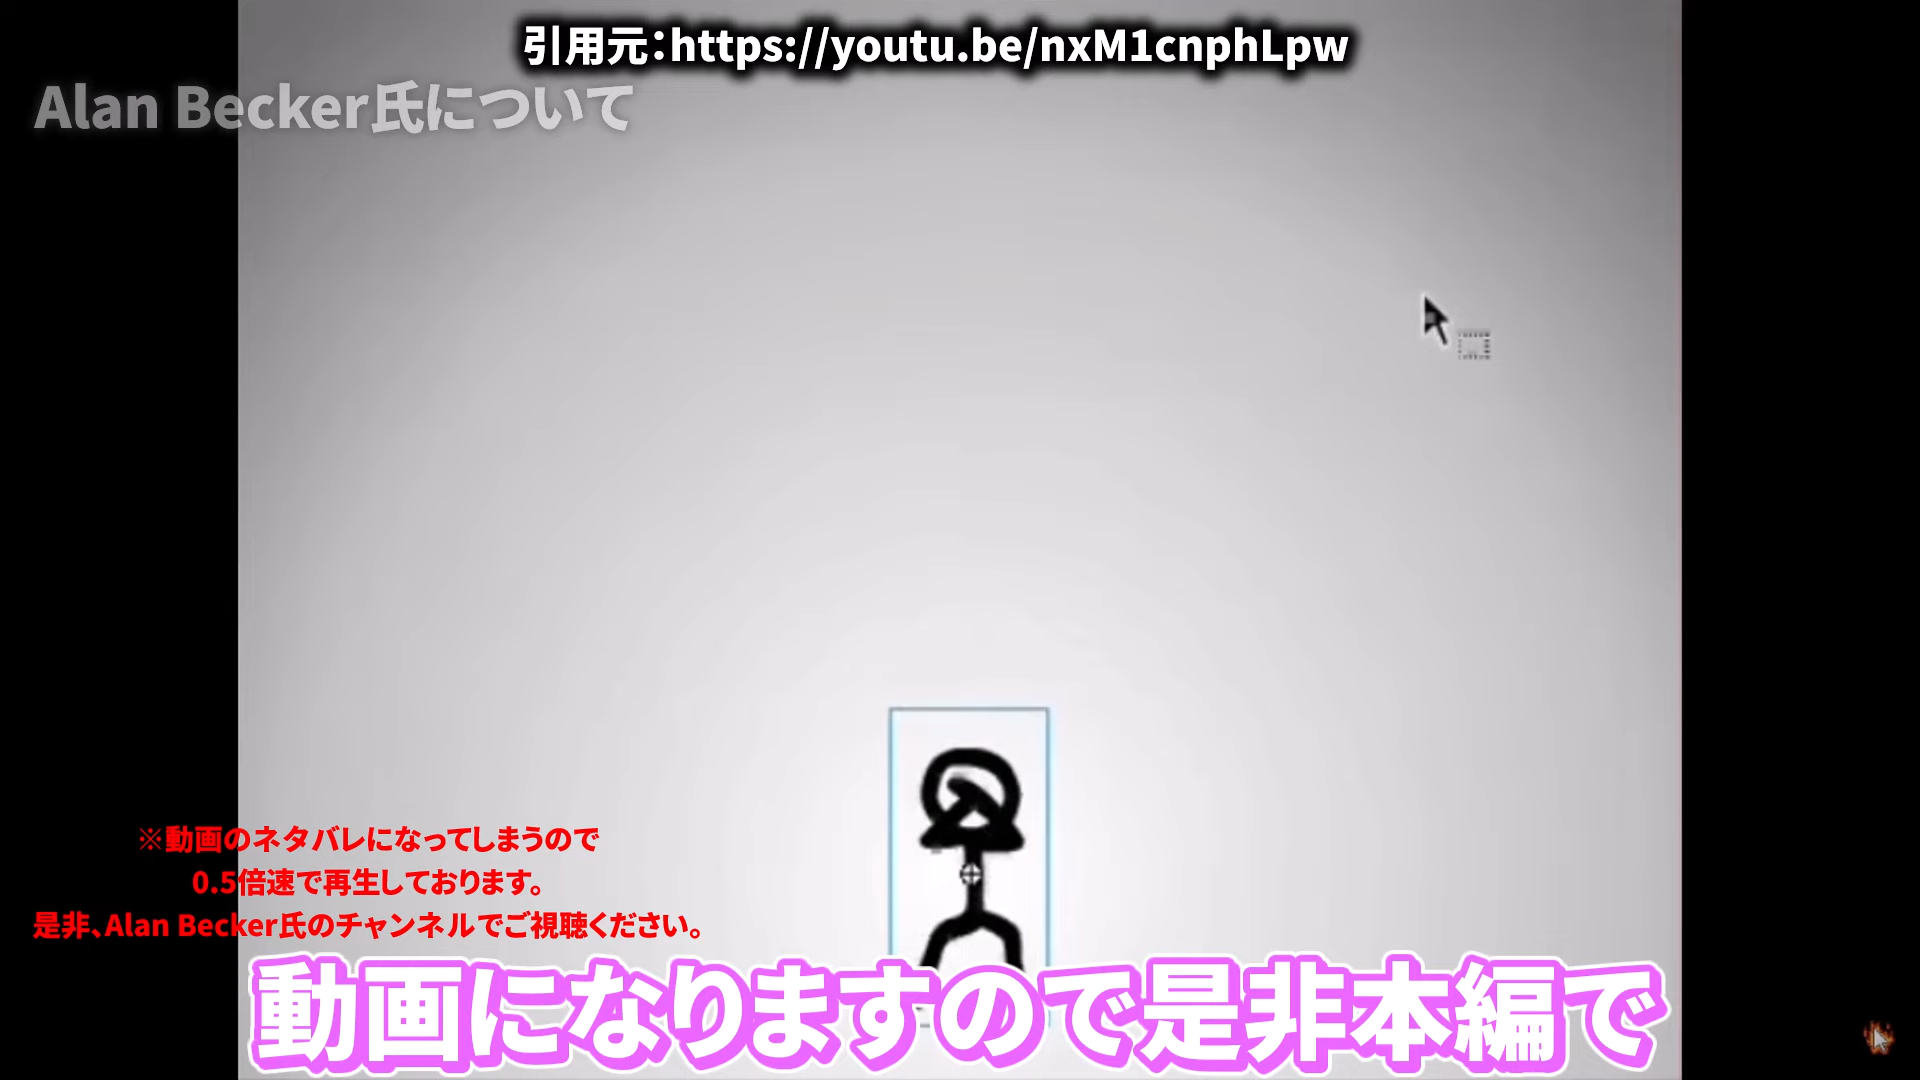 引用元：https://youtu.be/nxM1cnphLpw
Alan Becker氏について
※動画のネタバレになってしまうので
0.5倍速で再生しております。
是非、Alan Becker氏のチャンネルでご視聴ください。
動画になりますので是非本編で